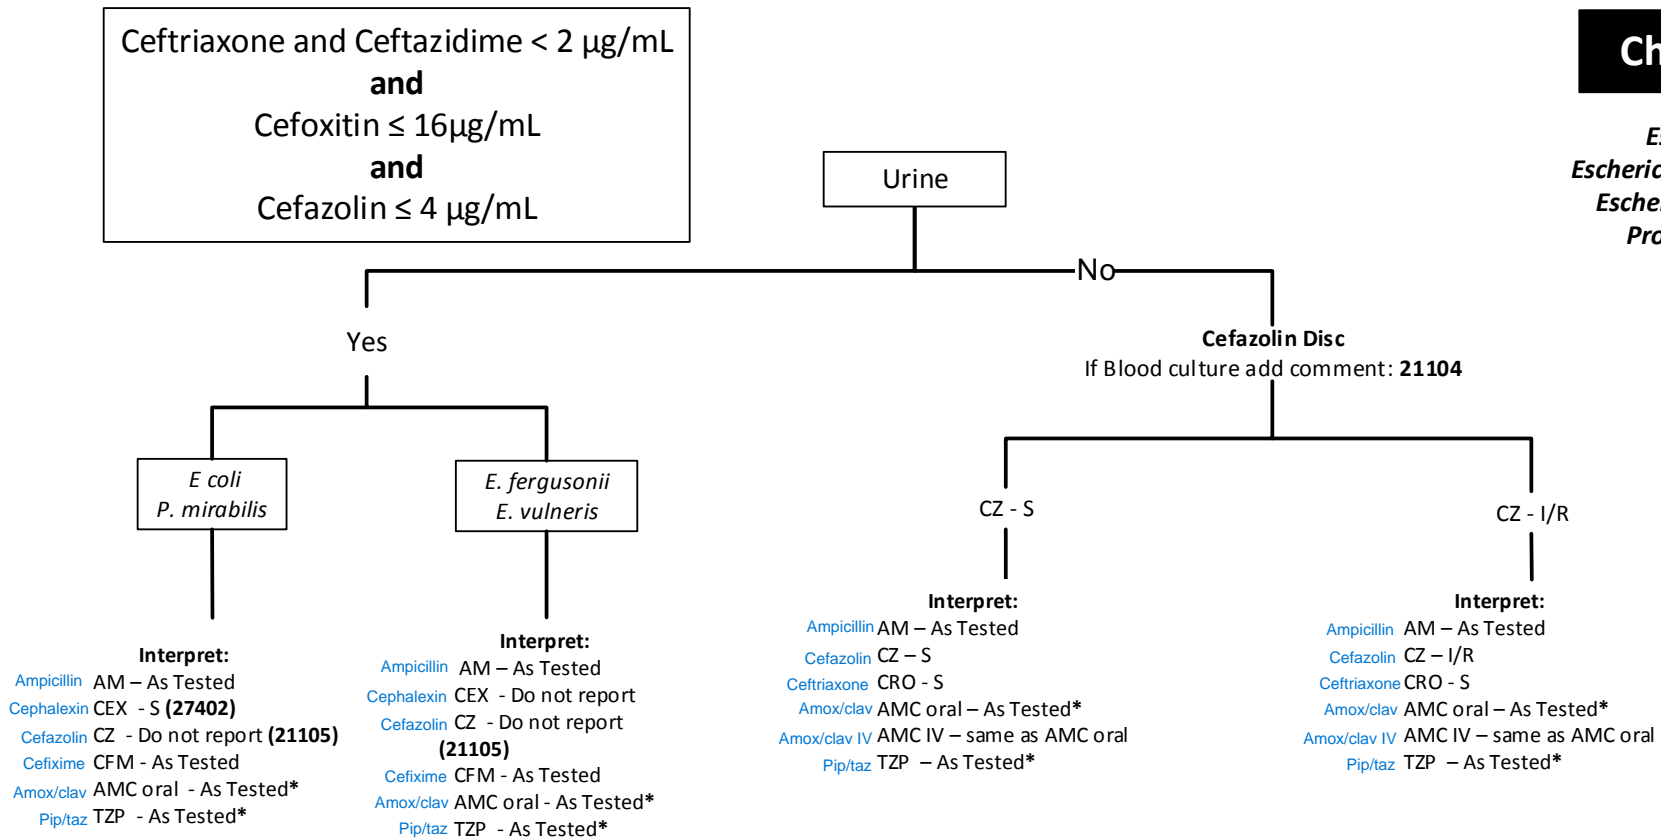 Ceftriaxone and Ceftazidime < 2 µg/mL
and
Cefoxitin ≤ 16µg/mL
and
Cefazolin ≤ 4 µg/mL
Ch
Es
Escheric
Escher
Pro
Urine
No
Yes
Cefazolin Disc
If Blood culture add comment: 21104
E coli
P. mirabilis
E. fergusonii
E. vulneris
CZ - S
CZ - I/R
Interpret:
Ampicillin AM – As Tested
Cephalexin CEX - S (27402)
Cefazolin CZ - Do not report (21105)
Cefixime CFM - As Tested
Amox/clav AMC oral - As Tested*
Pip/taz TZP - As Tested*
Interpret:
Ampicillin AM – As Tested
Cephalexin CEX - Do not report
Cefazolin CZ - Do not report
(21105)
Cefixime CFM - As Tested
Amox/clav AMC oral - As Tested*
Pip/taz TZP - As Tested*
Interpret:
Ampicillin AM – As Tested
Cefazolin CZ – S
Ceftriaxone CRO - S
Amox/clav AMC oral – As Tested*
Amox/clav IV AMC IV – same as AMC oral
Pip/taz TZP – As Tested*
Interpret:
Ampicillin AM – As Tested
Cefazolin CZ – I/R
Ceftriaxone CRO - S
Amox/clav AMC oral – As Tested*
Amox/clav IV AMC IV – same as AMC oral
Pip/taz TZP – As Tested*